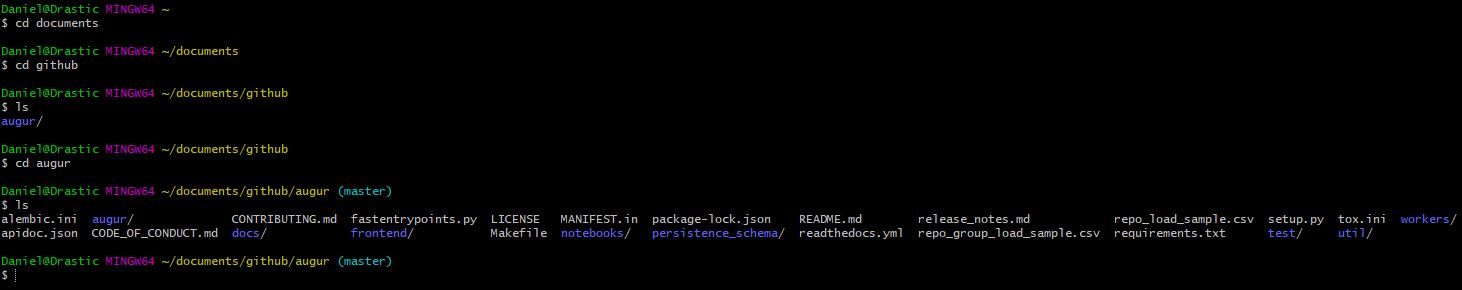 Daniel@Drastic MINGW64 ~
$ cd documents
Daniel@Drastic MINGW64 ~/documents
$ cd github
Daniel@Drastic MINGW64 ~/documents/github
$ ls
augur/
Daniel@Drastic MINGW64 ~/documents/github
$ cd augur
Daniel@Drastic MINGW64 ~/documents/github/augur (master)
$ ls
alembic.ini augur/ CONTRIBUTING.md fastentrypoints.py LICENSE MANIFEST.in package-lock.json README.md release_notes.md repo_load_sample.csv setup.py tox.ini workers/
apidoc.json CODE_OF_CONDUCT.md docs/ frontend/ Makefile notebooks/ persistence_schema/ readthedocs.yml repo_group_load_sample.csv requirements.txt test/ util/
Daniel@Drastic MINGW64 ~/documents/github/augur (master)
$